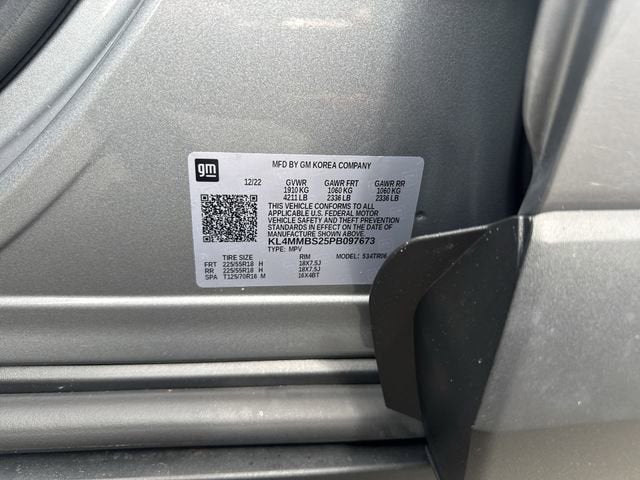 gm
MFD BY GM KOREA COMPANY
12/22 GVWR GAWR FRT GAWR RR
1910 KG 1060 KG 1060 KG
4211 LB 2336 LB 2336 LB
THIS VEHICLE CONFORMS TO ALL
APPLICABLE U.S. FEDERAL MOTOR
VEHICLE SAFETY AND THEFT PREVENTION
STANDARDS IN EFFECT ON THE DATE OF
MANUFACTURE SHOWN ABOVE.
KL4MMBS25PB097673
TYPE: MPV
TIRE SIZE RIM MODEL: 534TR06
FRT 225/55R18 H 18X7.5J
RR 225/55R18 H 18X7.5J
SPA T125/70R16 M 16X4BT